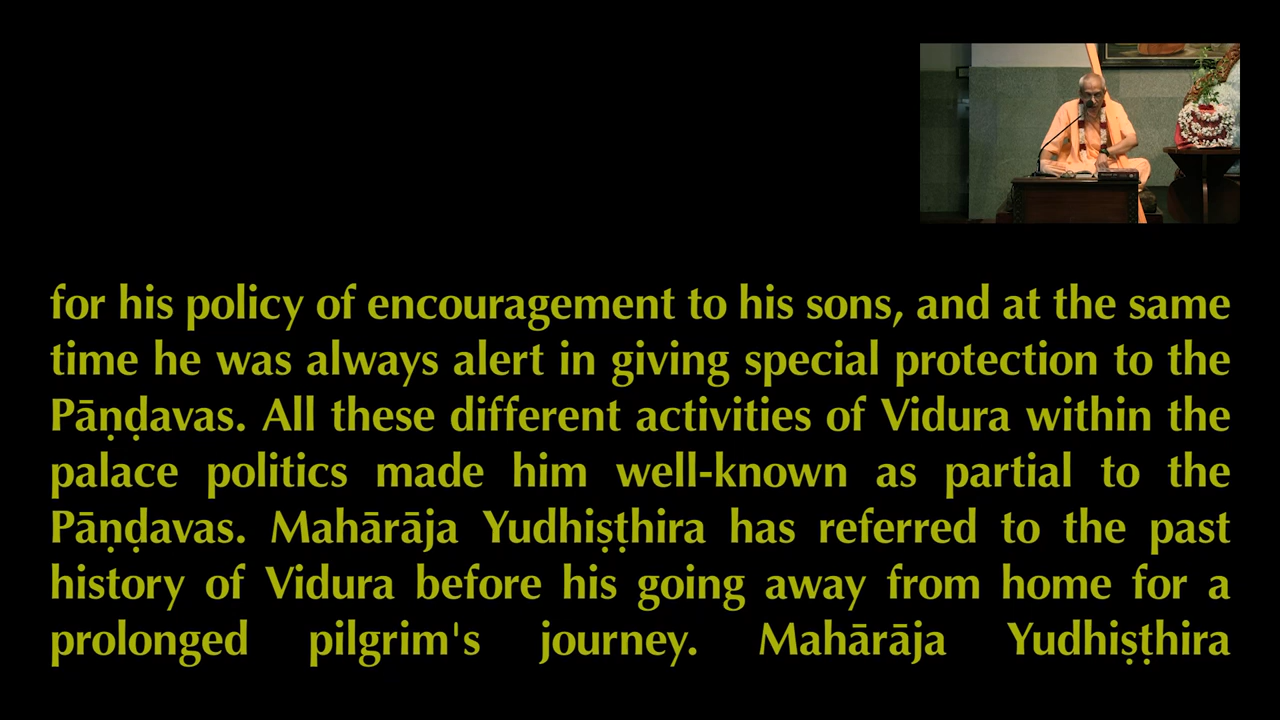 for his policy of encouragement to his sons, and at the same
time he was always alert in giving special protection to the
Pāṇḍavas. All these different activities of Vidura within the
palace politics made him well-known as partial to the
Pāṇḍavas. Mahārāja Yudhiṣṭhira has referred to the past
history of Vidura before his going away from home for a
prolonged pilgrim's journey. Mahārāja Yudhiṣṭhira